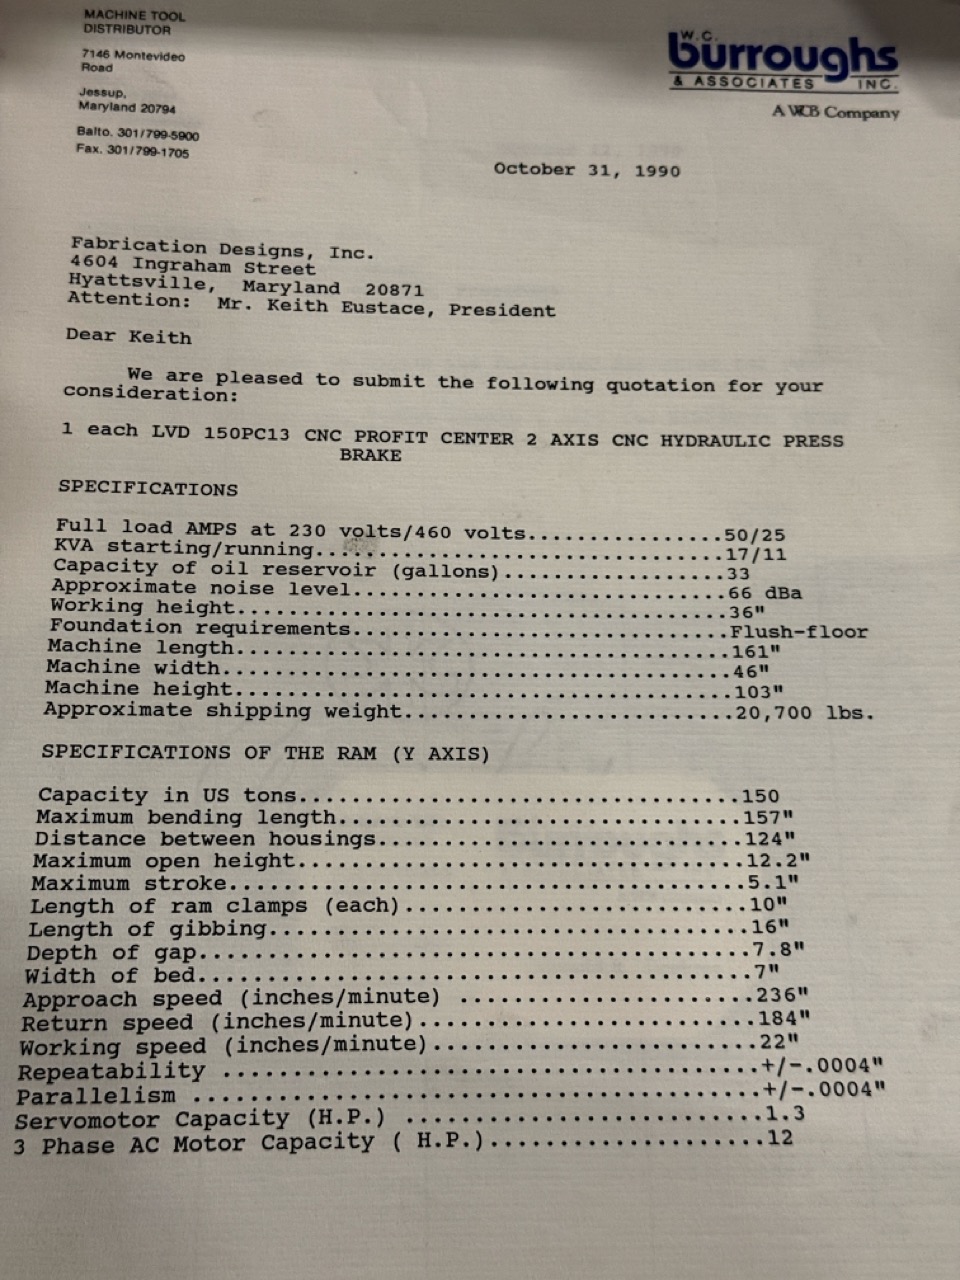 MACHINE TOOL
DISTRIBUTOR
7146 Montevideo
Road
Jessup,
Maryland 20794
Balto. 301/799-5900
Fax. 301/799-1705
W.C.
burroughs
& ASSOCIATES INC.
A WCB Company
October 31, 1990
Fabrication Designs, Inc.
4604 Ingraham Street
Hyattsville, Maryland 20871
Attention: Mr. Keith Eustace, President
Dear Keith
We are pleased to submit the following quotation for your
consideration:
1 each LVD 150PC13 CNC PROFIT CENTER 2 AXIS CNC HYDRAULIC PRESS
BRAKE
SPECIFICATIONS
Full load AMPS at 230 volts/460 volts................50/25
KVA starting/running.................................17/11
Capacity of oil reservoir (gallons)..................33
Approximate noise level..............................66 dBa
Working height.......................................36"
Foundation requirements..............................Flush-floor
Machine length.......................................161"
Machine width........................................46"
Machine height.......................................103"
Approximate shipping weight..........................20,700 lbs.
SPECIFICATIONS OF THE RAM (Y AXIS)
Capacity in US tons..................................150
Maximum bending length...............................157"
Distance between housings............................124"
Maximum open height..................................12.2"
Maximum stroke.......................................5.1"
Length of ram clamps (each)..........................10"
Length of gibbing....................................16"
Depth of gap.........................................7.8"
Width of bed.........................................7"
Approach speed (inches/minute) ......................236"
Return speed (inches/minute).........................184"
Working speed (inches/minute)........................22"
Repeatability .......................................+/-.0004"
Parallelism .........................................+/-.0004"
Servomotor Capacity (H.P.) ..........................1.3
3 Phase AC Motor Capacity ( H.P.)....................12